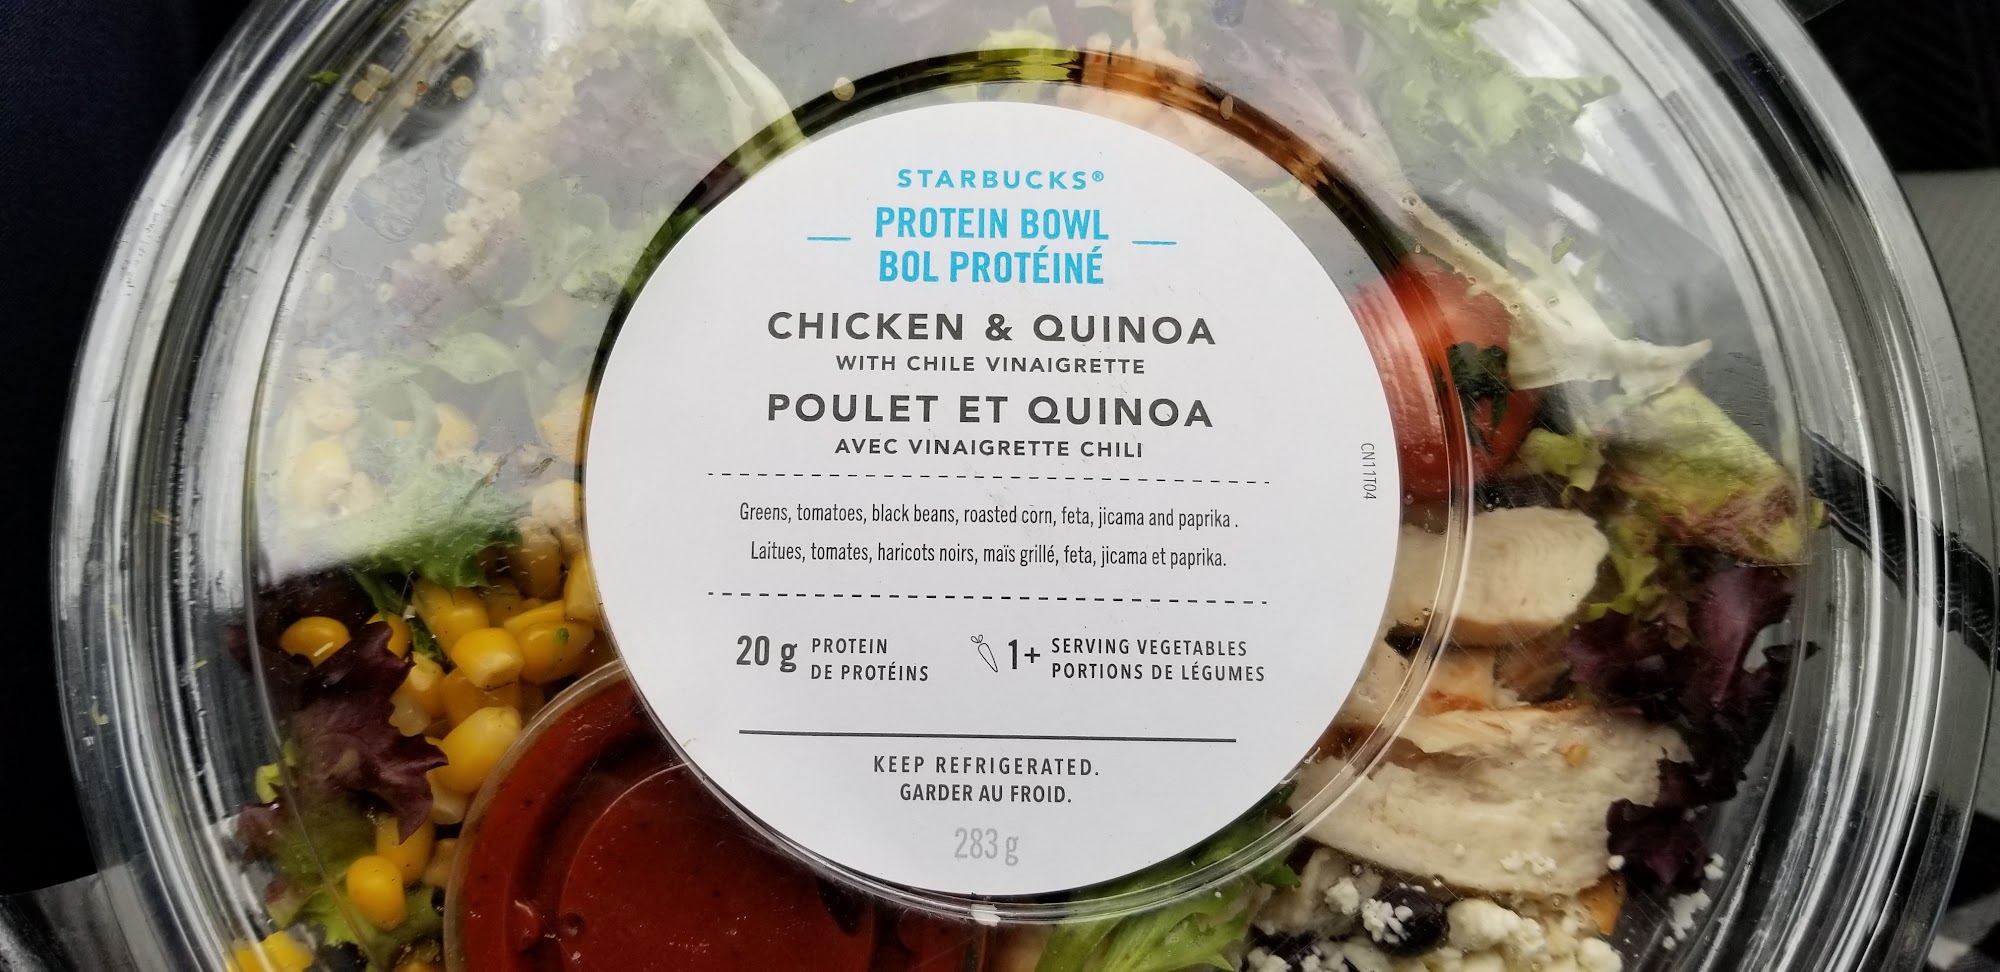 STARBUCKS®
PROTEIN BOWL
BOL PROTÉINÉ
CHICKEN & QUINOA
WITH CHILE VINAIGRETTE
POULET ET QUINOA
AVEC VINAIGRETTE CHILI
Greens, tomatoes, black beans, roasted corn, feta, jicama and paprika .
Laitues, tomates, haricots noirs, maïs grillé, feta, jicama et paprika.
20 g PROTEIN
DE PROTÉINS
1+ SERVING VEGETABLES
PORTIONS DE LÉGUMES
KEEP REFRIGERATED.
GARDER AU FROID.
283 g
CN11T04